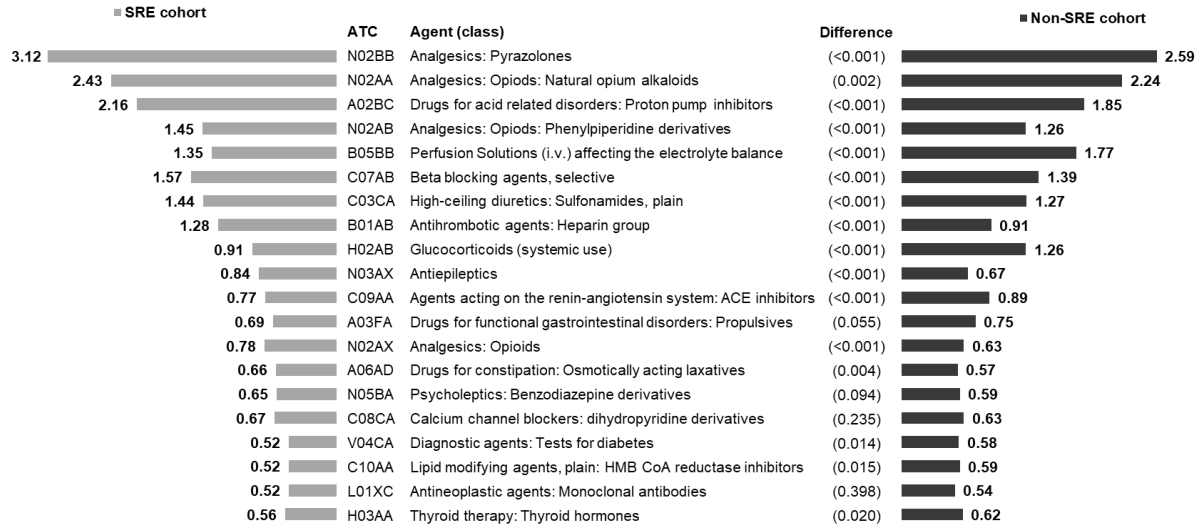 SRE cohort
Non-SRE cohort
ATC Agent (class) Difference
3.12 N02BB Analgesics: Pyrazolones (<0.001) 2.59
2.43 N02AA Analgesics: Opiods: Natural opium alkaloids (0.002) 2.24
2.16 A02BC Drugs for acid related disorders: Proton pump inhibitors (<0.001) 1.85
1.45 N02AB Analgesics: Opiods: Phenylpiperidine derivatives (<0.001) 1.26
1.35 B05BB Perfusion Solutions (i.v.) affecting the electrolyte balance (<0.001) 1.77
1.57 C07AB Beta blocking agents, selective (<0.001) 1.39
1.44 C03CA High-ceiling diuretics: Sulfonamides, plain (<0.001) 1.27
1.28 B01AB Antihrombotic agents: Heparin group (<0.001) 0.91
0.91 H02AB Glucocorticoids (systemic use) (<0.001) 1.26
0.84 N03AX Antiepileptics (<0.001) 0.67
0.77 C09AA Agents acting on the renin-angiotensin system: ACE inhibitors (<0.001) 0.89
0.69 A03FA Drugs for functional gastrointestinal disorders: Propulsives (0.055) 0.75
0.78 N02AX Analgesics: Opioids (<0.001) 0.63
0.66 A06AD Drugs for constipation: Osmotically acting laxatives (0.004) 0.57
0.65 N05BA Psycholeptics: Benzodiazepine derivatives (0.094) 0.59
0.67 C08CA Calcium channel blockers: dihydropyridine derivatives (0.235) 0.63
0.52 V04CA Diagnostic agents: Tests for diabetes (0.014) 0.58
0.52 C10AA Lipid modifying agents, plain: HMB CoA reductase inhibitors (0.015) 0.59
0.52 L01XC Antineoplastic agents: Monoclonal antibodies (0.398) 0.54
0.56 H03AA Thyroid therapy: Thyroid hormones (0.020) 0.62